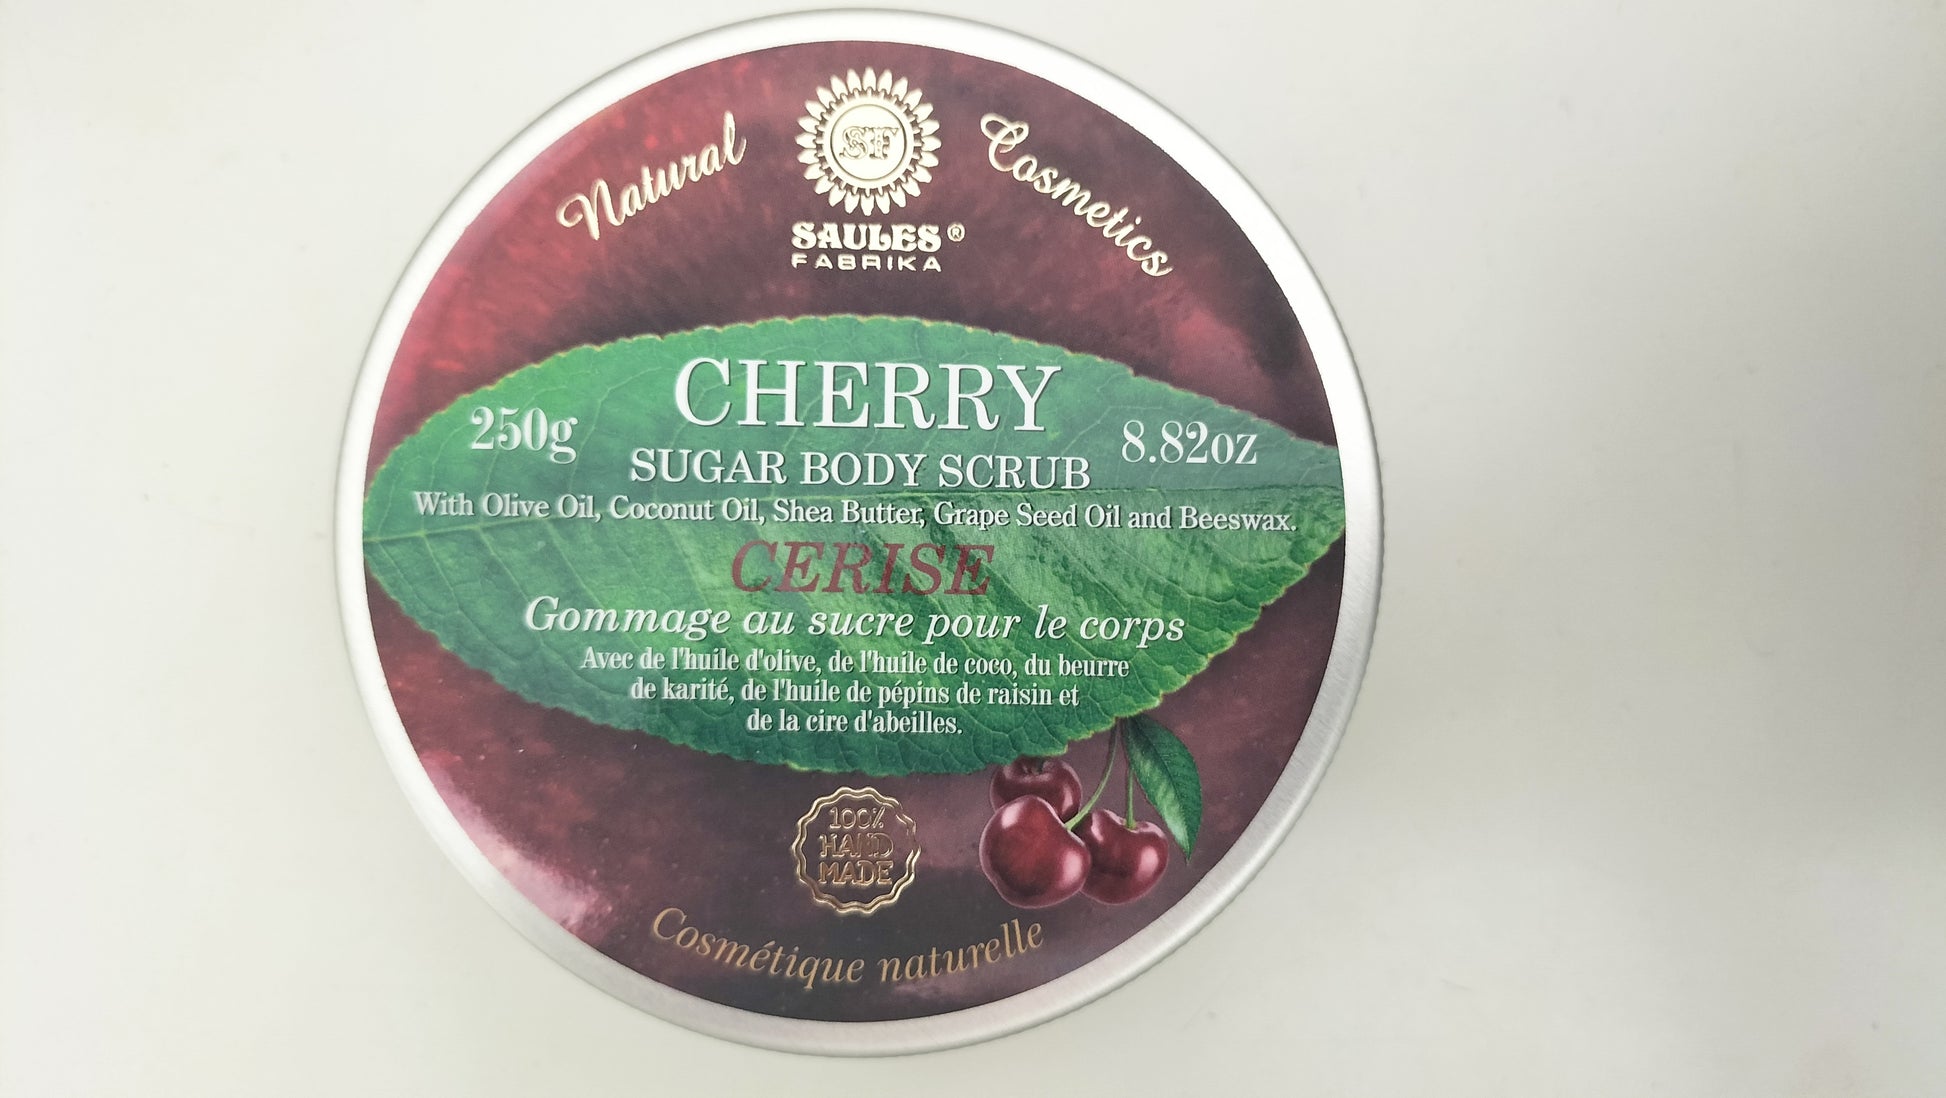 Natural Cosmetics
SF
SAULES®
FABRIKA
CHERRY
250g
8.82oz
SUGAR BODY SCRUB
With Olive Oil, Coconut Oil, Shea Butter, Grape Seed Oil and Beeswax.
CERISE
Gommage au sucre pour le corps
Avec de l'huile d'olive, de l'huile de coco, du beurre
de karité, de l'huile de pépins de raisin et
de la cire d'abeilles.
100%
HAND
MADE
Cosmétique naturelle